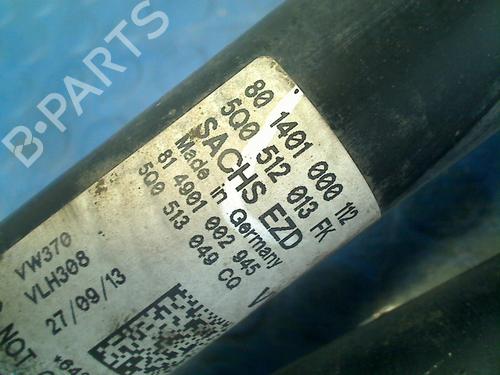 B-PARTS
80 1401 000 112
5Q0 512 013 FK
SACHS EZD
Made in Germany
81 4901 002 945
5Q0 513 049 CQ
VW370
VLH308
27/09/13
NOT